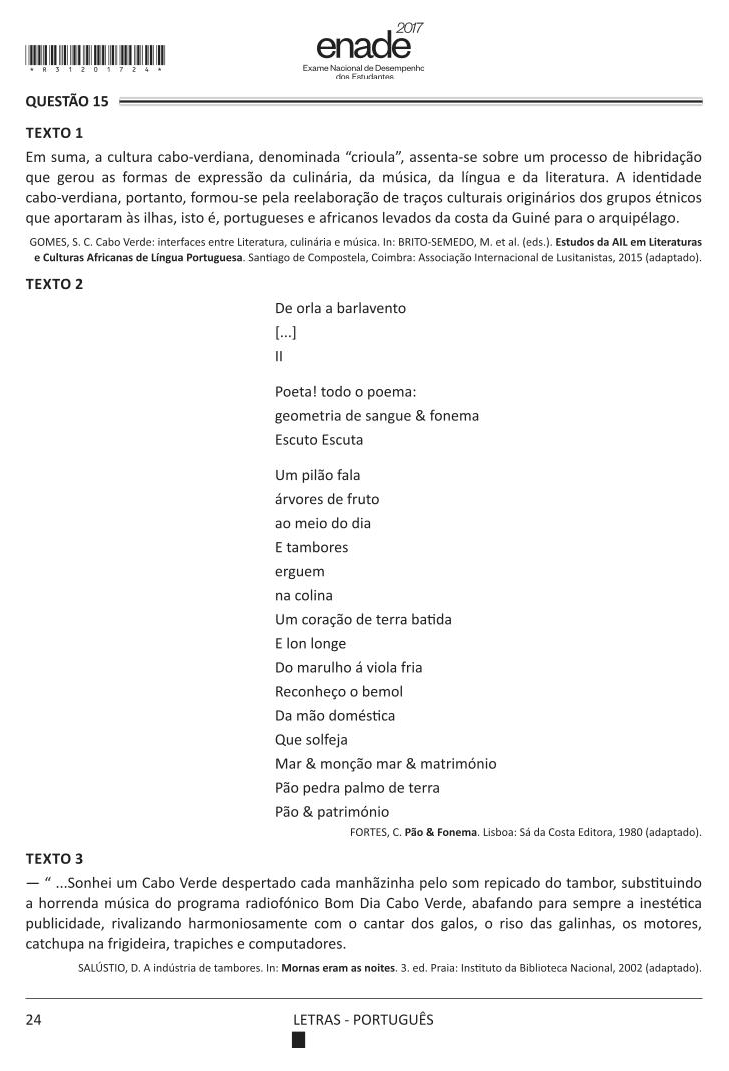 *R31201724*
2017
enade
Exame Nacional de Desempenho
dos Estudantes
QUESTÃO 15
TEXTO 1
Em suma, a cultura cabo-verdiana, denominada “crioula”, assenta-se sobre um processo de hibridação
que gerou as formas de expressão da culinária, da música, da língua e da literatura. A identidade
cabo-verdiana, portanto, formou-se pela reelaboração de traços culturais originários dos grupos étnicos
que aportaram às ilhas, isto é, portugueses e africanos levados da costa da Guiné para o arquipélago.
GOMES, S. C. Cabo Verde: interfaces entre Literatura, culinária e música. In: BRITO-SEMEDO, M. et al. (eds.). Estudos da AIL em Literaturas
e Culturas Africanas de Língua Portuguesa. Santiago de Compostela, Coimbra: Associação Internacional de Lusitanistas, 2015 (adaptado).
TEXTO 2
De orla a barlavento
[...]
II
Poeta! todo o poema:
geometria de sangue & fonema
Escuto Escuta
Um pilão fala
árvores de fruto
ao meio do dia
E tambores
erguem
na colina
Um coração de terra batida
E lon longe
Do marulho á viola fria
Reconheço o bemol
Da mão doméstica
Que solfeja
Mar & monção mar & matrimónio
Pão pedra palmo de terra
Pão & património
FORTES, C. Pão & Fonema. Lisboa: Sá da Costa Editora, 1980 (adaptado).
TEXTO 3
— “ ...Sonhei um Cabo Verde despertado cada manhãzinha pelo som repicado do tambor, substituindo
a horrenda música do programa radiofónico Bom Dia Cabo Verde, abafando para sempre a inestética
publicidade, rivalizando harmoniosamente com o cantar dos galos, o riso das galinhas, os motores,
catchupa na frigideira, trapiches e computadores.
SALÚSTIO, D. A indústria de tambores. In: Mornas eram as noites. 3. ed. Praia: Instituto da Biblioteca Nacional, 2002 (adaptado).
24
LETRAS - PORTUGUÊS